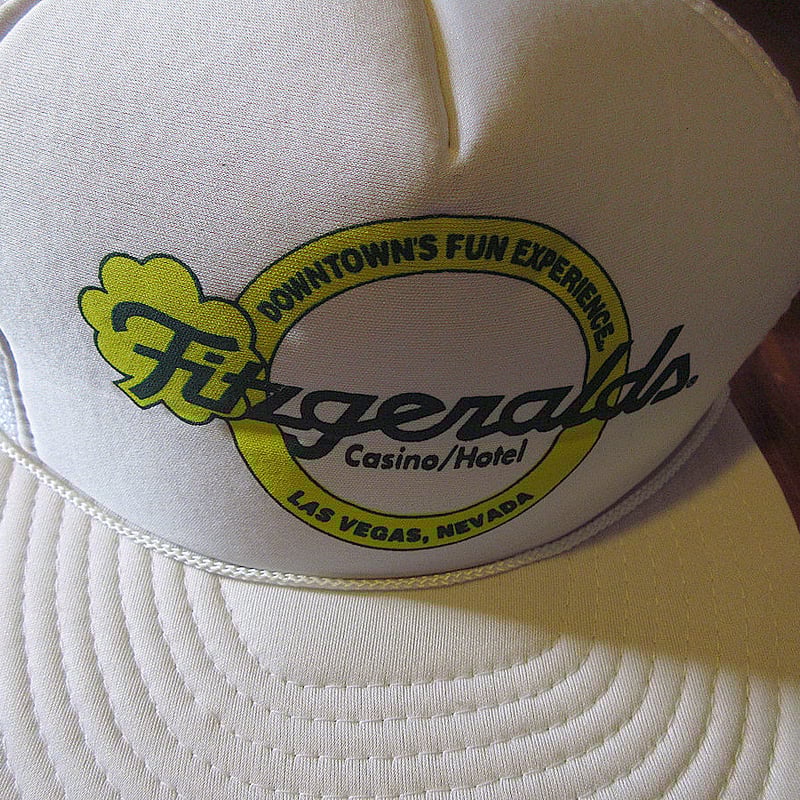 DOWNTOWN'S FUN EXPERIENCE.
Fitzgeralds®
Casino/Hotel
LAS VEGAS, NEVADA